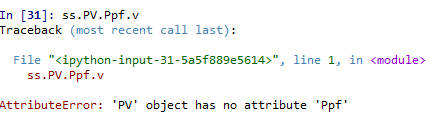 In [31]: ss.PV.Ppf.v
Traceback (most recent call last):
File "<ipython-input-31-5a5f889e5614>", line 1, in <module>
ss.PV.Ppf.v
AttributeError: 'PV' object has no attribute 'Ppf'